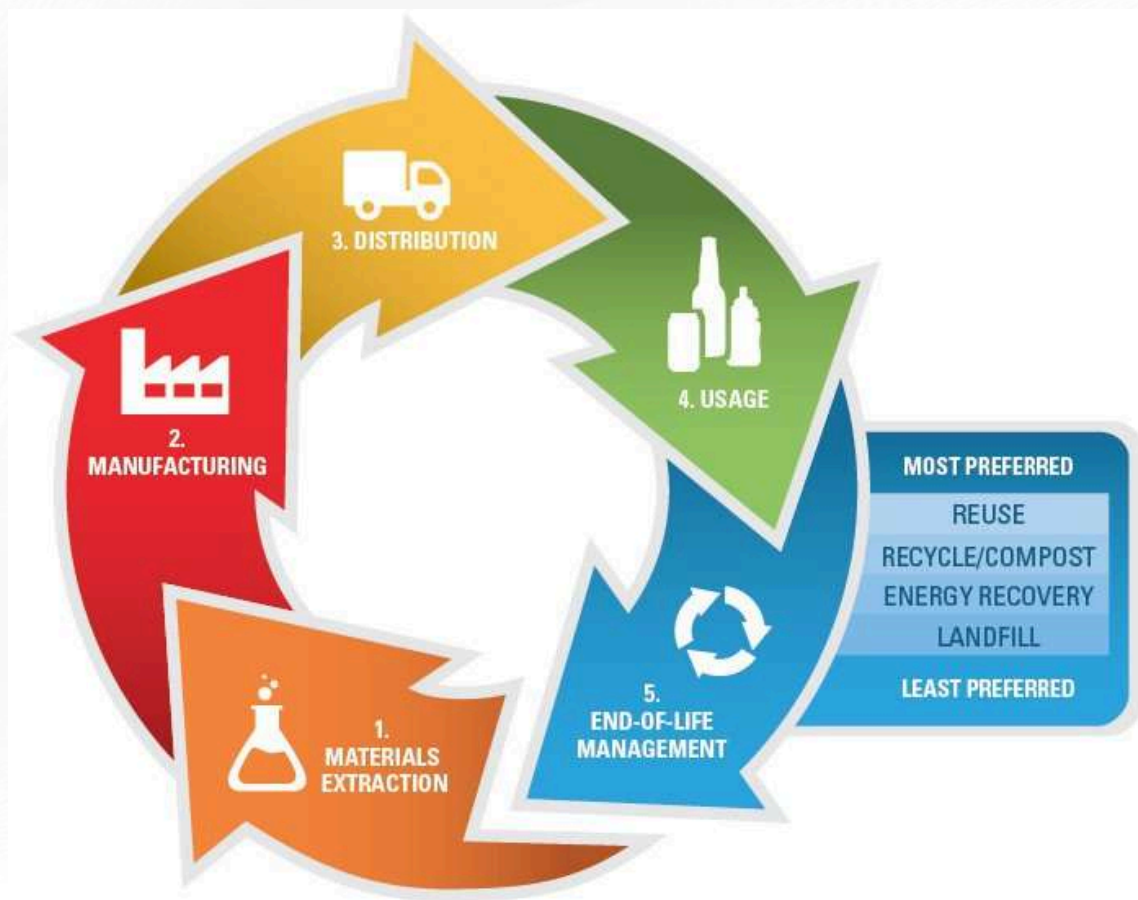 3. DISTRIBUTION
4. USAGE
2.
MANUFACTURING
MOST PREFERRED
REUSE
RECYCLE/COMPOST
ENERGY RECOVERY
LANDFILL
LEAST PREFERRED
5.
END-OF-LIFE
MANAGEMENT
1.
MATERIALS
EXTRACTION